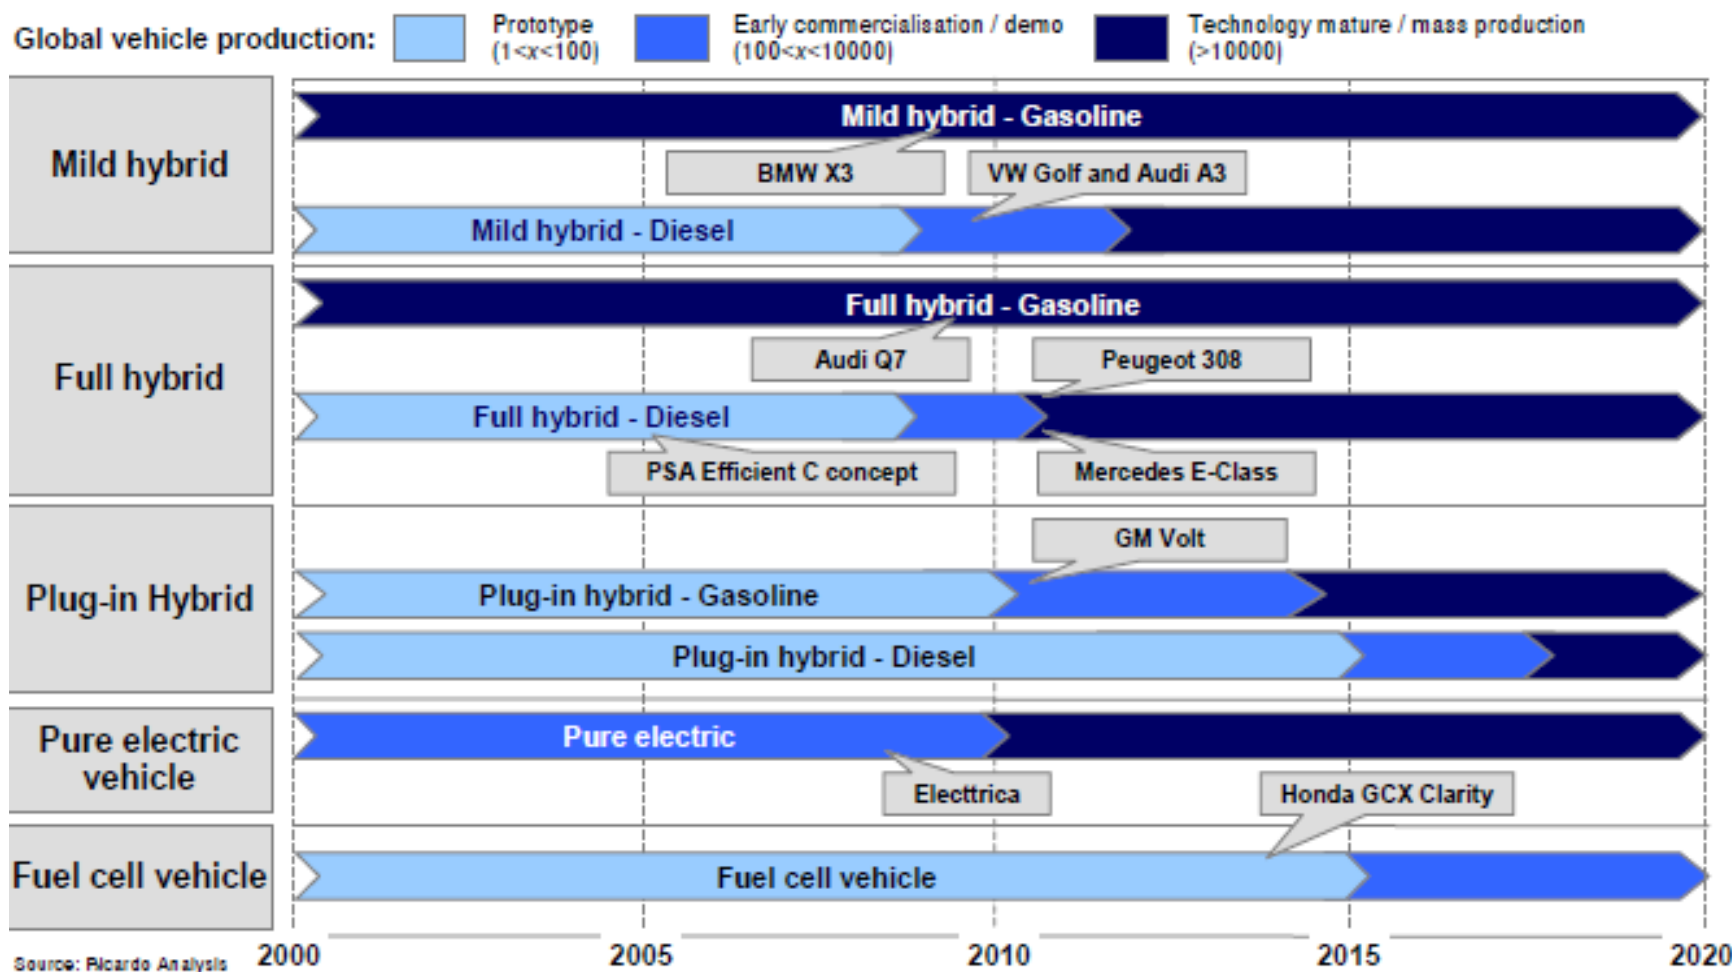 Global vehicle production:
Prototype
(1<x<100)
Early commercialisation / demo
(100<x<10000)
Technology mature / mass production
(>10000)
Mild hybrid
Mild hybrid - Gasoline
BMW X3
VW Golf and Audi A3
Mild hybrid - Diesel
Full hybrid
Full hybrid - Gasoline
Audi Q7
Peugeot 308
Full hybrid - Diesel
PSA Efficient C concept
Mercedes E-Class
Plug-in Hybrid
GM Volt
Plug-in hybrid - Gasoline
Plug-in hybrid - Diesel
Pure electric
vehicle
Pure electric
Electtrica
Honda GCX Clarity
Fuel cell vehicle
Fuel cell vehicle
2000
2005
2010
2015
2020
Source: Ricardo Analysis